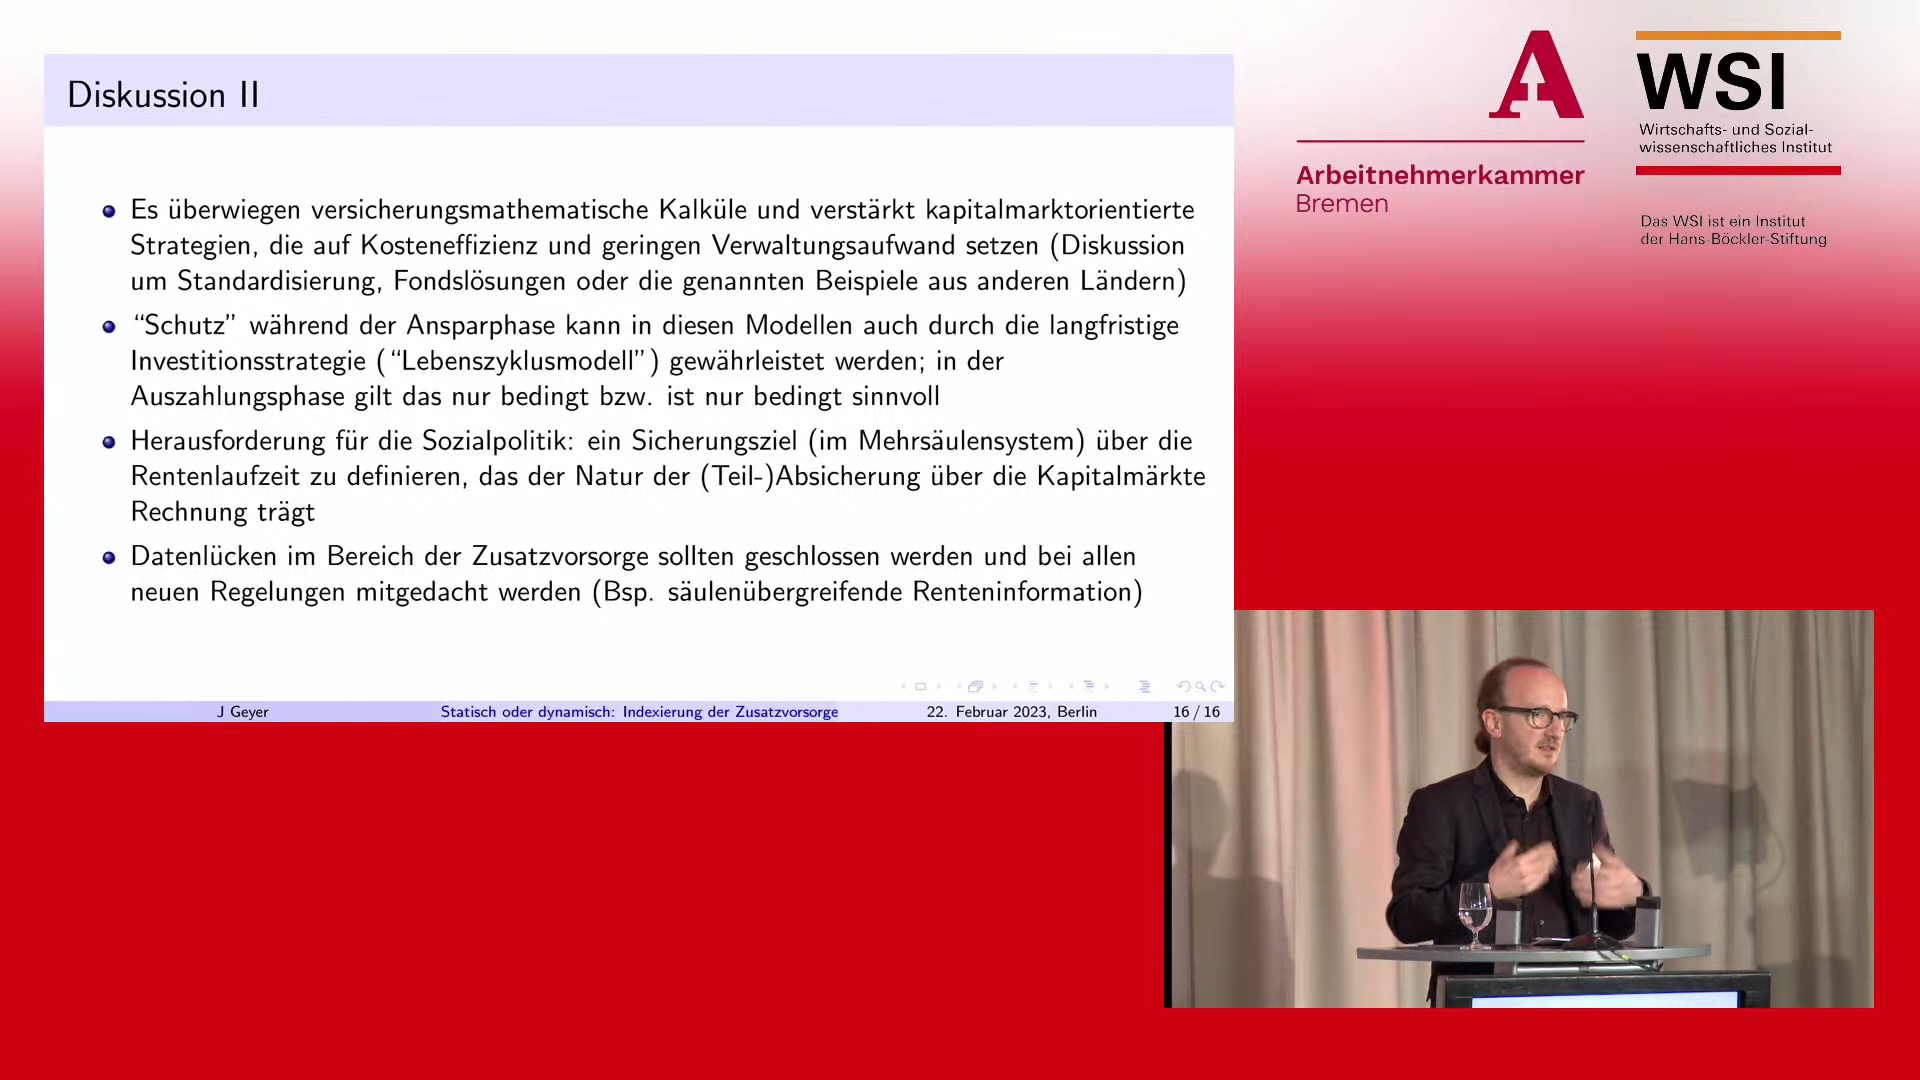 Diskussion II
Es überwiegen versicherungsmathematische Kalküle und verstärkt kapitalmarktorientierte
Strategien, die auf Kosteneffizienz und geringen Verwaltungsaufwand setzen (Diskussion
um Standardisierung, Fondslösungen oder die genannten Beispiele aus anderen Ländern)
“Schutz” während der Ansparphase kann in diesen Modellen auch durch die langfristige
Investitionsstrategie (“Lebenszyklusmodell”) gewährleistet werden; in der
Auszahlungsphase gilt das nur bedingt bzw. ist nur bedingt sinnvoll
Herausforderung für die Sozialpolitik: ein Sicherungsziel (im Mehrsäulensystem) über die
Rentenlaufzeit zu definieren, das der Natur der (Teil-)Absicherung über die Kapitalmärkte
Rechnung trägt
Datenlücken im Bereich der Zusatzvorsorge sollten geschlossen werden und bei allen
neuen Regelungen mitgedacht werden (Bsp. säulenübergreifende Renteninformation)
J Geyer
Statisch oder dynamisch: Indexierung der Zusatzvorsorge
22. Februar 2023, Berlin
16 / 16
A
Arbeitnehmerkammer
Bremen
WSI
Wirtschafts- und Sozial-
wissenschaftliches Institut
Das WSI ist ein Institut
der Hans-Böckler-Stiftung